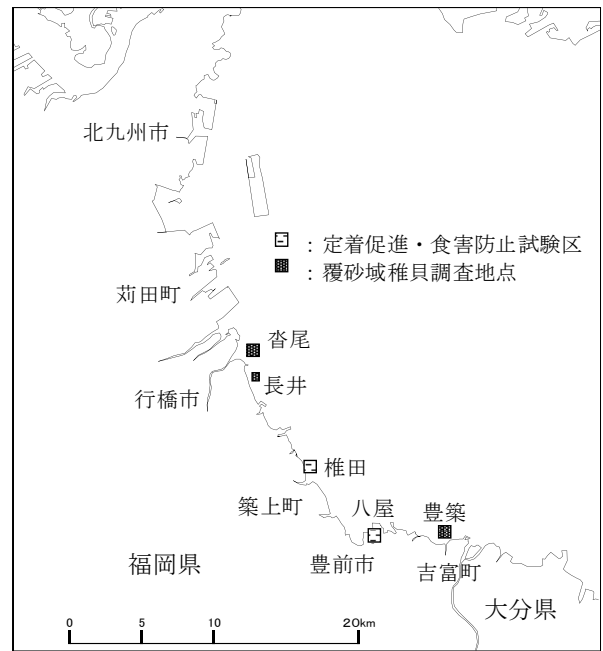 北九州市
：定着促進・食害防止試験区
：覆砂域稚貝調査地点
苅田町
沓尾
長井
行橋市
椎田
築上町
八屋
豊築
豊前市
吉富町
福岡県
大分県
0 5 10 20km